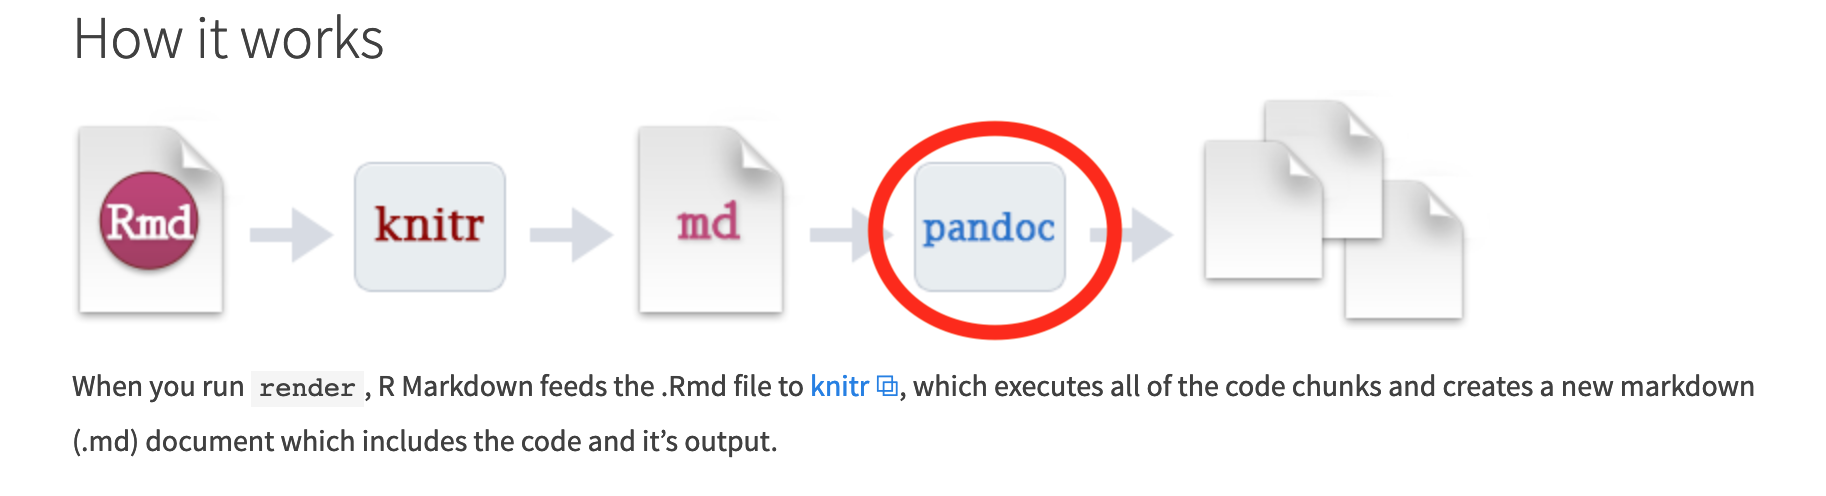 How it works
Rmd
knitr
md
pandoc
When you run render, R Markdown feeds the .Rmd file to knitr, which executes all of the code chunks and creates a new markdown
(.md) document which includes the code and it’s output.